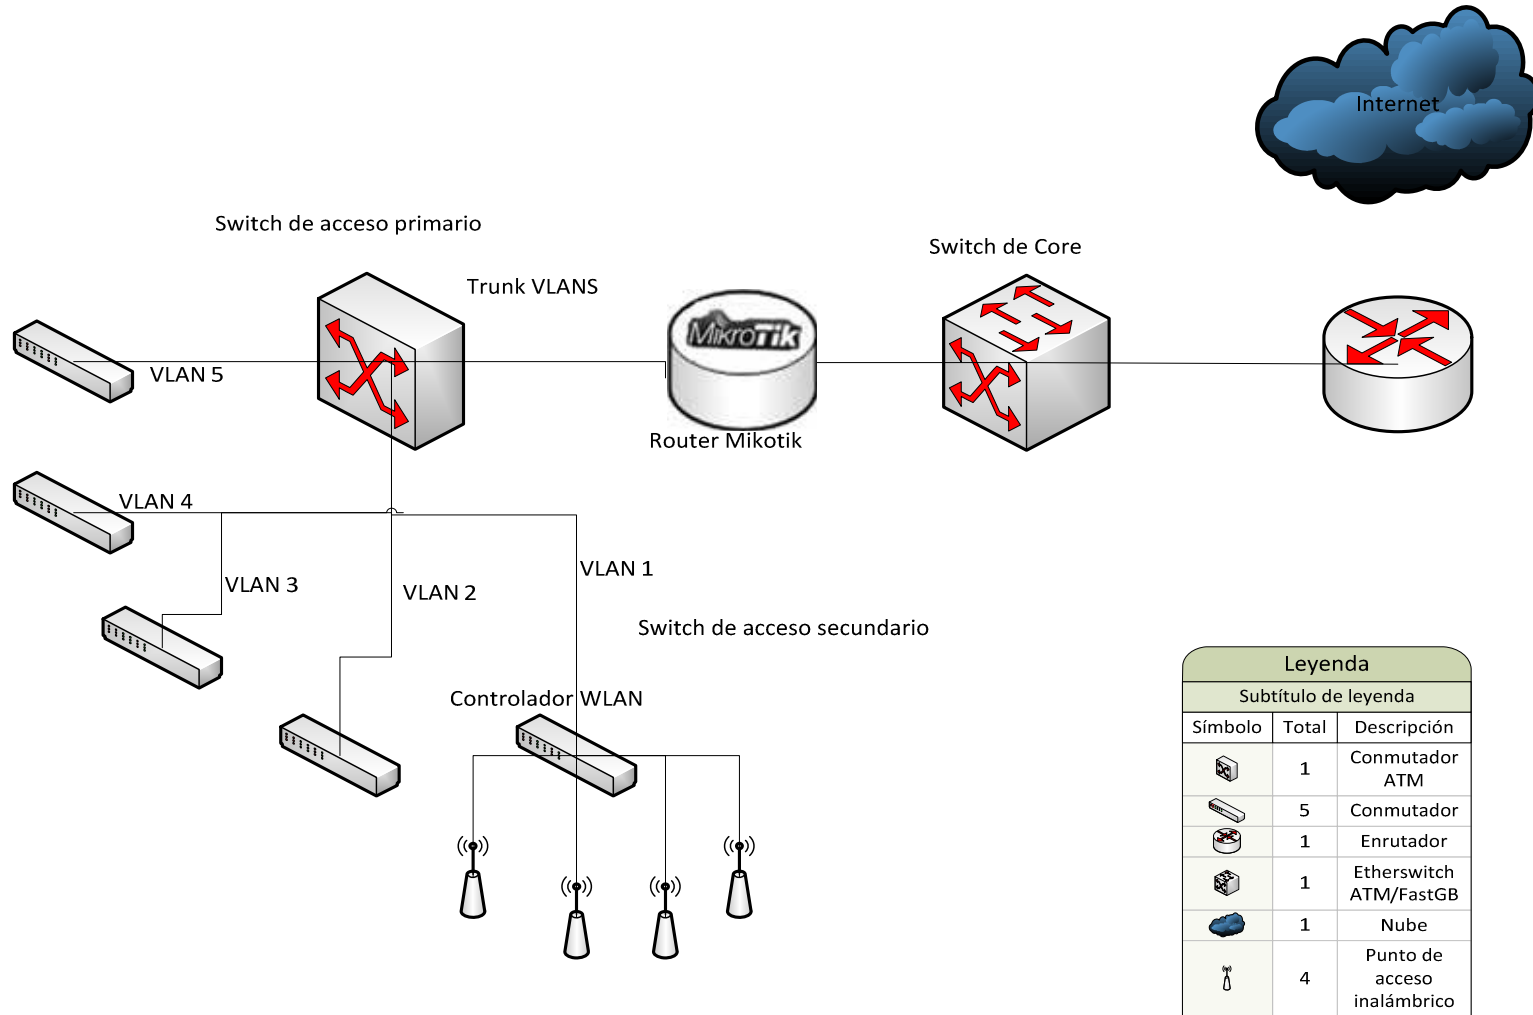 Internet
Switch de acceso primario
Switch de Core
Trunk VLANS
MikroTik
VLAN 5
Router Mikotik
VLAN 4
VLAN 1
VLAN 3
VLAN 2
Switch de acceso secundario
Controlador WLAN
Leyenda
Subtítulo de leyenda
Símbolo Total Descripción
1 Conmutador
ATM
5 Conmutador
1 Enrutador
1 Etherswitch
ATM/FastGB
1 Nube
4 Punto de
acceso
inalámbrico